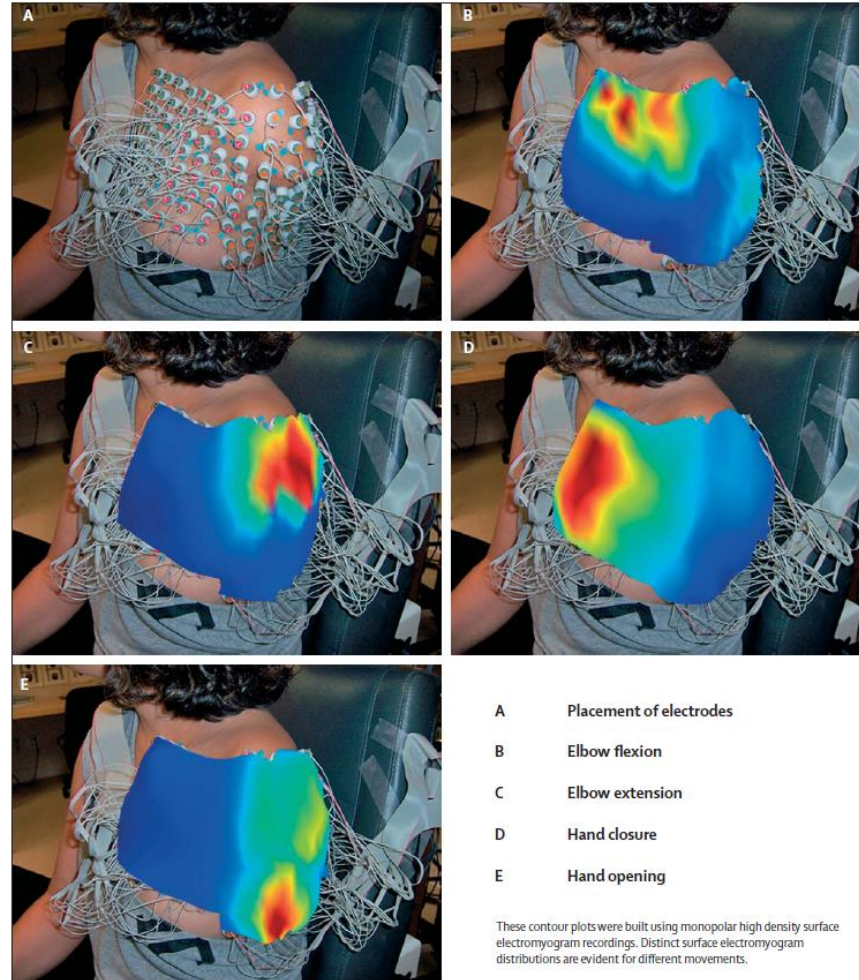 A
B
C
D
E
A Placement of electrodes
B Elbow flexion
C Elbow extension
D Hand closure
E Hand opening
These contour plots were built using monopolar high density surface
electromyogram recordings. Distinct surface electromyogram
distributions are evident for different movements.